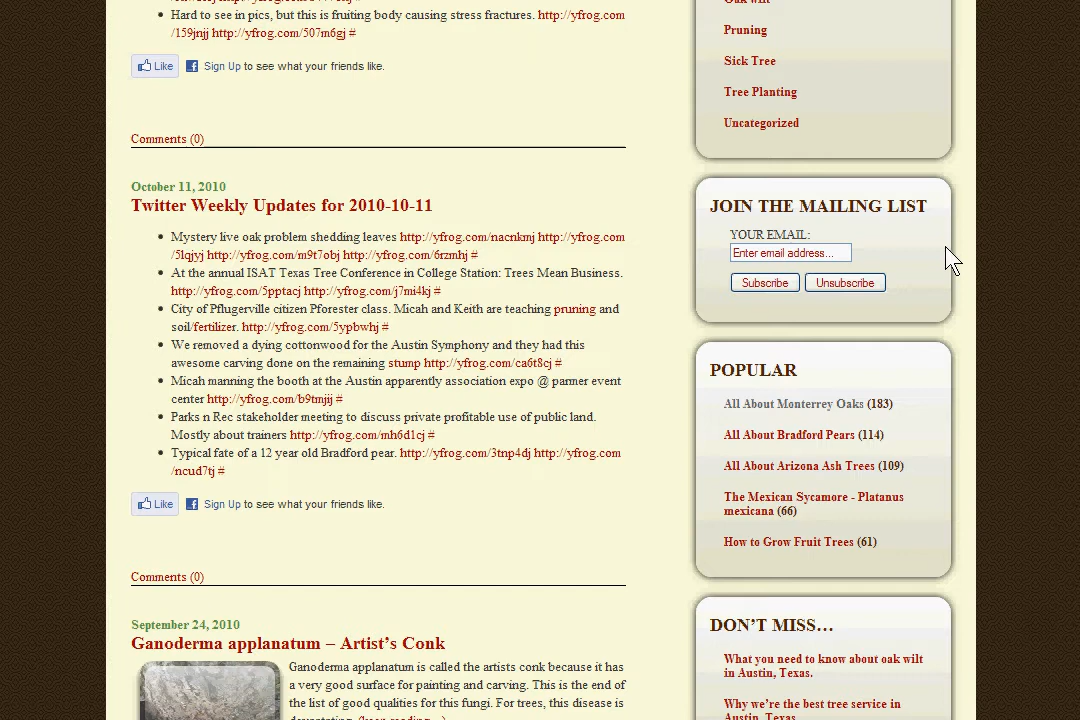 Hard to see in pics, but this is fruiting body causing stress fractures. http://yfrog.com
/159jnjj http://yfrog.com/507m6gj #
Like Sign Up to see what your friends like.
Comments (0)
October 11, 2010
Twitter Weekly Updates for 2010-10-11
Mystery live oak problem shedding leaves http://yfrog.com/nacnkmj http://yfrog.com
/5lqjyj http://yfrog.com/m9t7obj http://yfrog.com/6rzmhj #
At the annual ISAT Texas Tree Conference in College Station: Trees Mean Business.
http://yfrog.com/5pptacj http://yfrog.com/j7mi4kj #
City of Pflugerville citizen Pforester class. Micah and Keith are teaching pruning and
soil/fertilizer. http://yfrog.com/5ypbwhj #
We removed a dying cottonwood for the Austin Symphony and they had this
awesome carving done on the remaining stump http://yfrog.com/ca6t8cj #
Micah manning the booth at the Austin apparently association expo @ parmer event
center http://yfrog.com/b9tmjij #
Parks n Rec stakeholder meeting to discuss private profitable use of public land.
Mostly about trainers http://yfrog.com/mh6d1cj #
Typical fate of a 12 year old Bradford pear. http://yfrog.com/3tnp4dj http://yfrog.com
/ncud7tj #
Like Sign Up to see what your friends like.
Comments (0)
September 24, 2010
Ganoderma applanatum – Artist's Conk
Ganoderma applanatum is called the artists conk because it has
a very good surface for painting and carving. This is the end of
the list of good qualities for this fungi. For trees, this disease is
Pruning
Sick Tree
Tree Planting
Uncategorized
JOIN THE MAILING LIST
YOUR EMAIL:
Enter email address...
Subscribe Unsubscribe
POPULAR
All About Monterrey Oaks (183)
All About Bradford Pears (114)
All About Arizona Ash Trees (109)
The Mexican Sycamore - Platanus
mexicana (66)
How to Grow Fruit Trees (61)
DON'T MISS…
What you need to know about oak wilt
in Austin, Texas.
Why we're the best tree service in
Austin, Texas